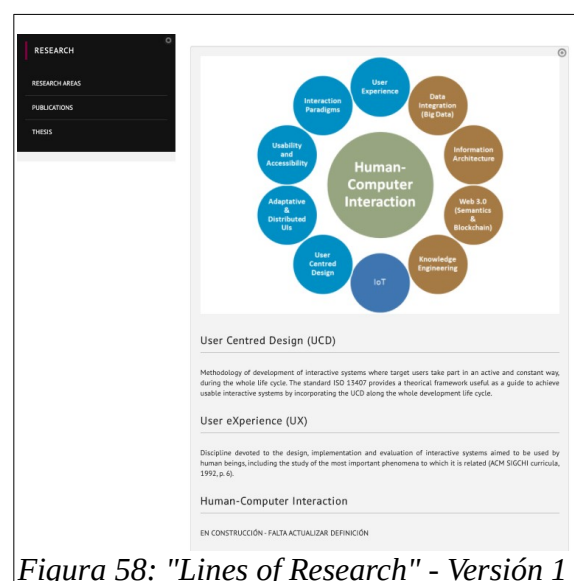 RESEARCH
RESEARCH AREAS
PUBLICATIONS
THESIS
User
Experience
Data
Integration
(Big Data)
Information
Architecture
Web 3.0
(Semantics
&
Blockchain)
Knowledge
Engineering
IoT
User
Centred
Design
Adaptative
&
Distributed
UIs
Usability
and
Accessibility
Interaction
Paradigms
Human-
Computer
Interaction
User Centred Design (UCD)
Methodology of development of interactive systems where target users take part in an active and constant way,
during the whole life cycle. The standard ISO 13407 provides a theorical framework useful as a guide to achieve
usable interactive systems by incorporating the UCD along the whole development life cycle.
User eXperience (UX)
Discipline devoted to the design, implementation and evaluation of interactive systems aimed to be used by
human beings, including the study of the most important phenomena to which it is related (ACM SIGCHI curricula,
1992, p. 6).
Human-Computer Interaction
EN CONSTRUCCIÓN - FALTA ACTUALIZAR DEFINICIÓN
Figura 58: "Lines of Research" - Versión 1